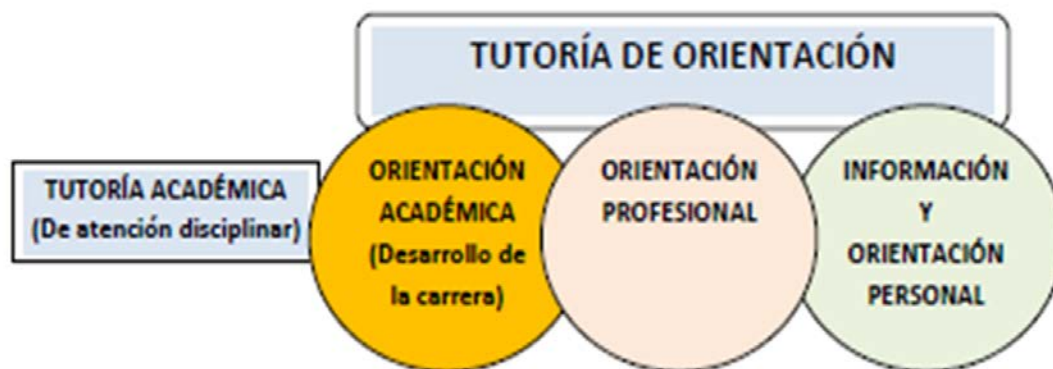 TUTORÍA DE ORIENTACIÓN
TUTORÍA ACADÉMICA
(De atención disciplinar)
ORIENTACIÓN
ACADÉMICA
(Desarrollo de
la carrera)
ORIENTACIÓN
PROFESIONAL
INFORMACIÓN
Y
ORIENTACIÓN
PERSONAL